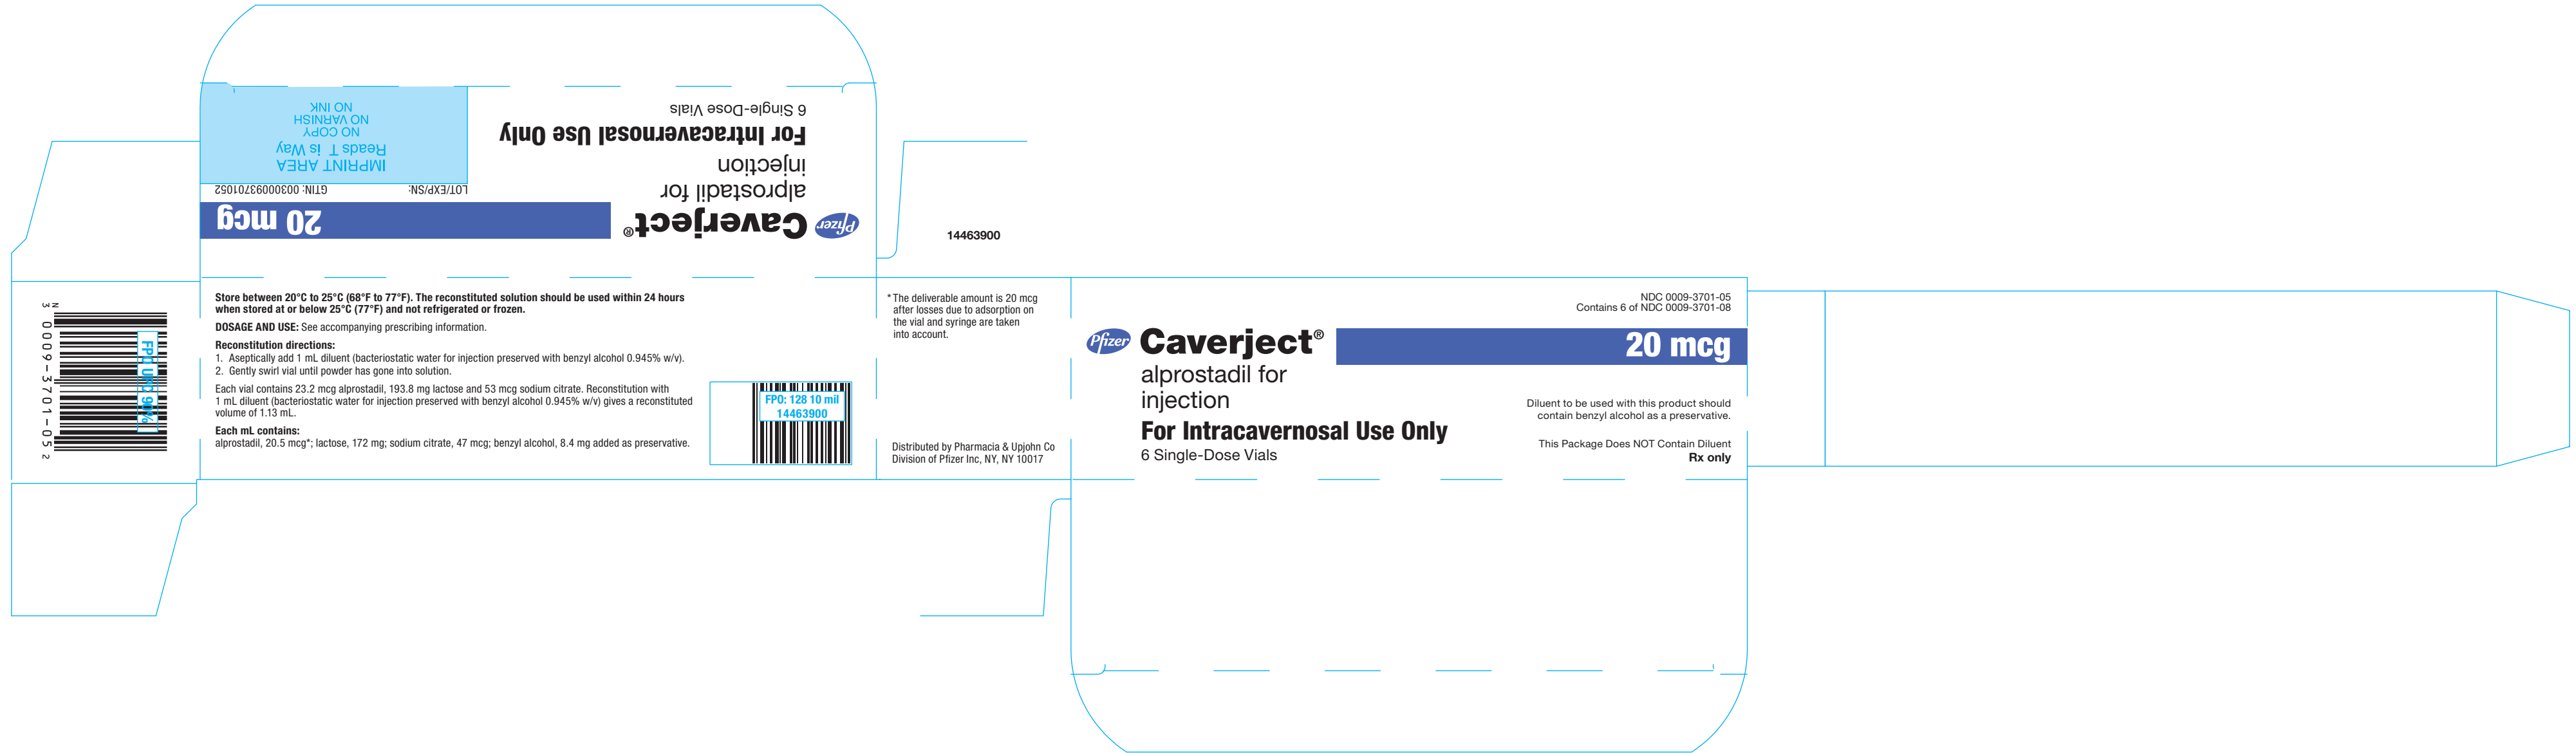 6 Single-Dose Vials
For Intracavernosal Use Only
injection
alprostadil for
Pfizer
Caverject®
20 mcg
LOT/EXP/SN:
GTIN: 00300093701052
IMPRINT AREA
Reads T is Way
NO COPY
NO VARNISH
NO INK
14463900
N
3 0009-3701-05 2
FPO UPC 90%
Store between 20°C to 25°C (68°F to 77°F). The reconstituted solution should be used within 24 hours
when stored at or below 25°C (77°F) and not refrigerated or frozen.
DOSAGE AND USE: See accompanying prescribing information.
Reconstitution directions:
1. Aseptically add 1 mL diluent (bacteriostatic water for injection preserved with benzyl alcohol 0.945% w/v).
2. Gently swirl vial until powder has gone into solution.
Each vial contains 23.2 mcg alprostadil, 193.8 mg lactose and 53 mcg sodium citrate. Reconstitution with
1 mL diluent (bacteriostatic water for injection preserved with benzyl alcohol 0.945% w/v) gives a reconstituted
volume of 1.13 mL.
Each mL contains:
alprostadil, 20.5 mcg*; lactose, 172 mg; sodium citrate, 47 mcg; benzyl alcohol, 8.4 mg added as preservative.
FPO: 128 10 mil
14463900
* The deliverable amount is 20 mcg
after losses due to adsorption on
the vial and syringe are taken
into account.
Distributed by Pharmacia & Upjohn Co
Division of Pfizer Inc, NY, NY 10017
NDC 0009-3701-05
Contains 6 of NDC 0009-3701-08
Pfizer
Caverject®
20 mcg
alprostadil for
injection
For Intracavernosal Use Only
6 Single-Dose Vials
Diluent to be used with this product should
contain benzyl alcohol as a preservative.
This Package Does NOT Contain Diluent
Rx only